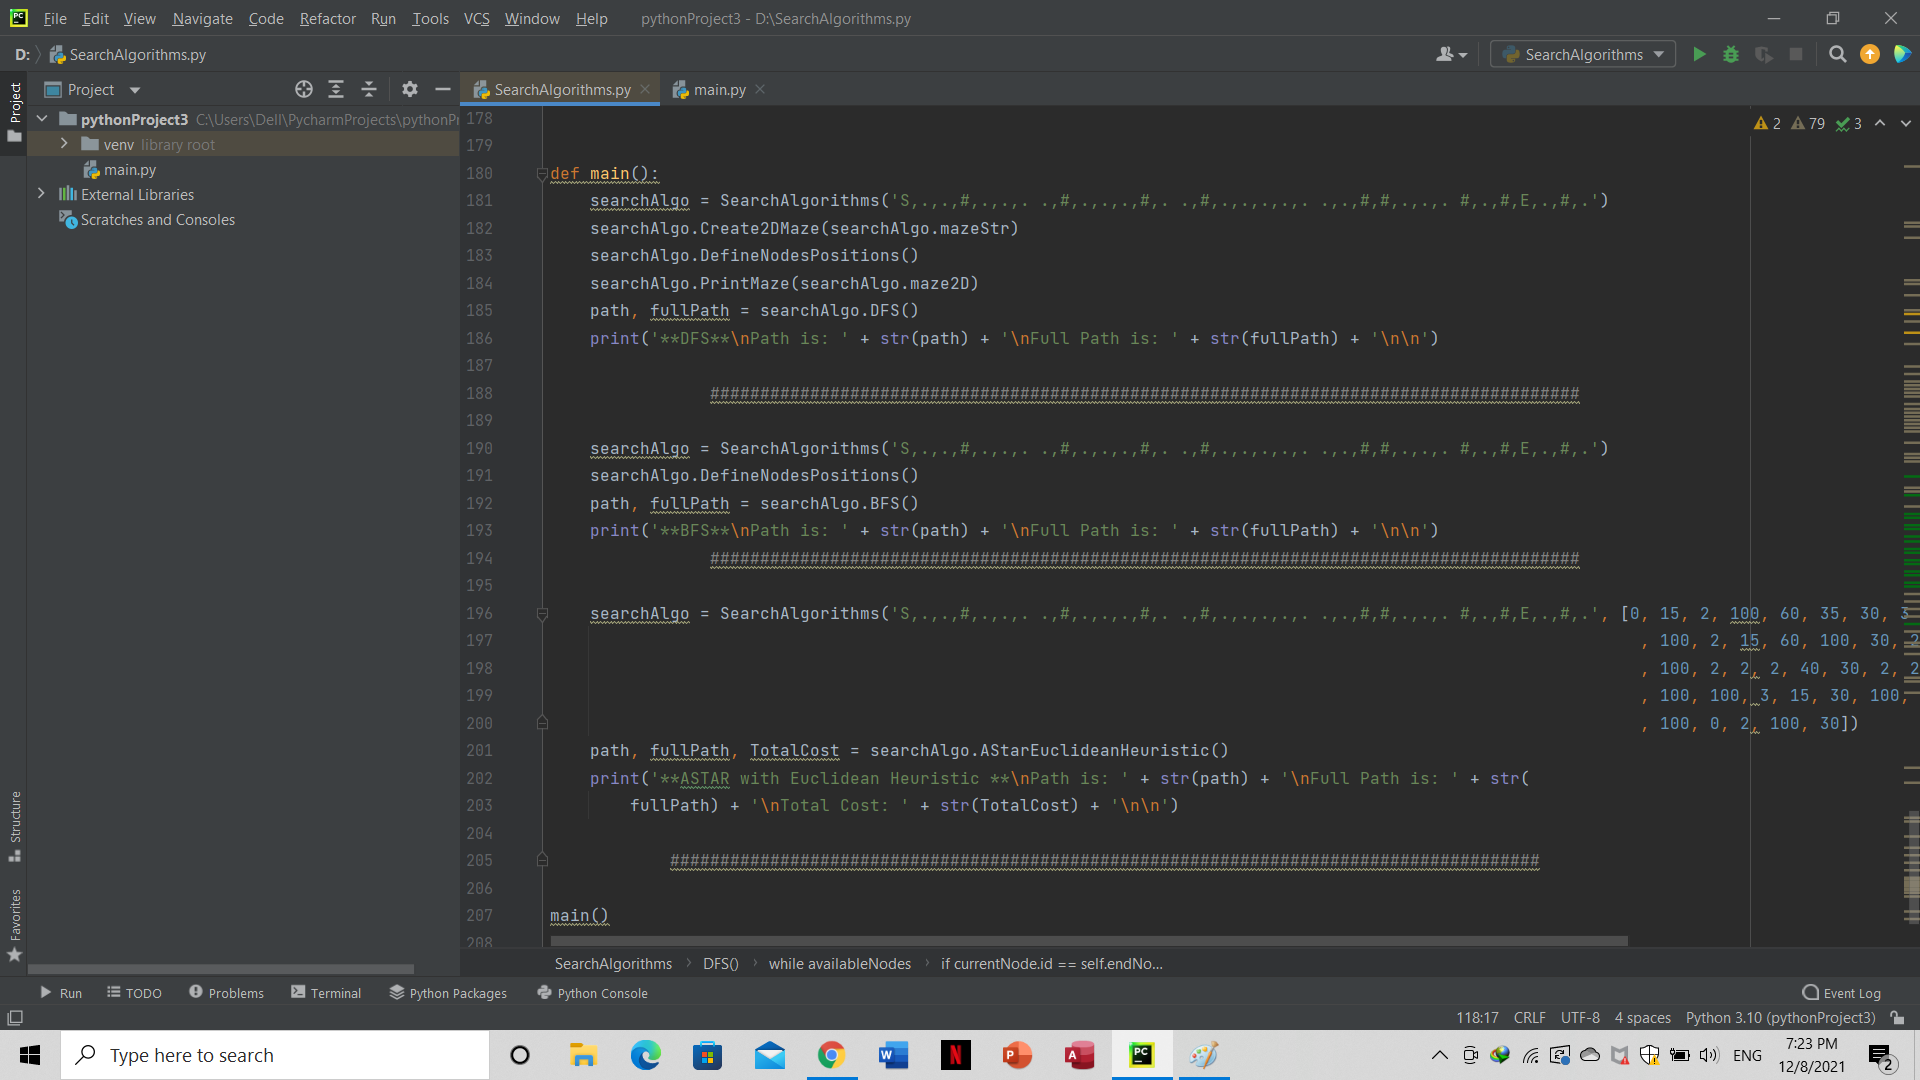 File Edit View Navigate Code Refactor Run Tools VCS Window Help pythonProject3 - D:\SearchAlgorithms.py
D: SearchAlgorithms.py SearchAlgorithms
Project SearchAlgorithms.py main.py
pythonProject3 C:\Users\Dell\PycharmProjects\pythonP
venv library root
main.py
External Libraries
Scratches and Consoles
Project
Structure
Favorites
2 79 3
178
179
180 def main():
181 searchAlgo = SearchAlgorithms('S,.,.,#,.,.,. .,#,.,.,.,#,. .,#,.,.,.,.,. .,.,#,#,.,.,. #,.,#,E,.,#,.')
182 searchAlgo.Create2DMaze(searchAlgo.mazeStr)
183 searchAlgo.DefineNodesPositions()
184 searchAlgo.PrintMaze(searchAlgo.maze2D)
185 path, fullPath = searchAlgo.DFS()
186 print('**DFS**\nPath is: ' + str(path) + '\nFull Path is: ' + str(fullPath) + '\n\n')
187
188 #######################################################################################
189
190 searchAlgo = SearchAlgorithms('S,.,.,#,.,.,. .,#,.,.,.,#,. .,#,.,.,.,.,. .,.,#,#,.,.,. #,.,#,E,.,#,.')
191 searchAlgo.DefineNodesPositions()
192 path, fullPath = searchAlgo.BFS()
193 print('**BFS**\nPath is: ' + str(path) + '\nFull Path is: ' + str(fullPath) + '\n\n')
194 #######################################################################################
195
196 searchAlgo = SearchAlgorithms('S,.,.,#,.,.,. .,#,.,.,.,#,. .,#,.,.,.,.,. .,.,#,#,.,.,. #,.,#,E,.,#,.', [0, 15, 2, 100, 60, 35, 30, 3
197 , 100, 2, 15, 60, 100, 30, 2
198 , 100, 2, 2, 2, 40, 30, 2, 2
199 , 100, 100, 3, 15, 30, 100,
200 , 100, 0, 2, 100, 30])
201 path, fullPath, TotalCost = searchAlgo.AStarEuclideanHeuristic()
202 print('**ASTAR with Euclidean Heuristic **\nPath is: ' + str(path) + '\nFull Path is: ' + str(
203 fullPath) + '\nTotal Cost: ' + str(TotalCost) + '\n\n')
204
205 #######################################################################################
206
207 main()
208
SearchAlgorithms DFS() while availableNodes if currentNode.id == self.endNo...
Run TODO Problems Terminal Python Packages Python Console Event Log
118:17 CRLF UTF-8 4 spaces Python 3.10 (pythonProject3)
Type here to search ENG 7:23 PM
12/8/2021 2